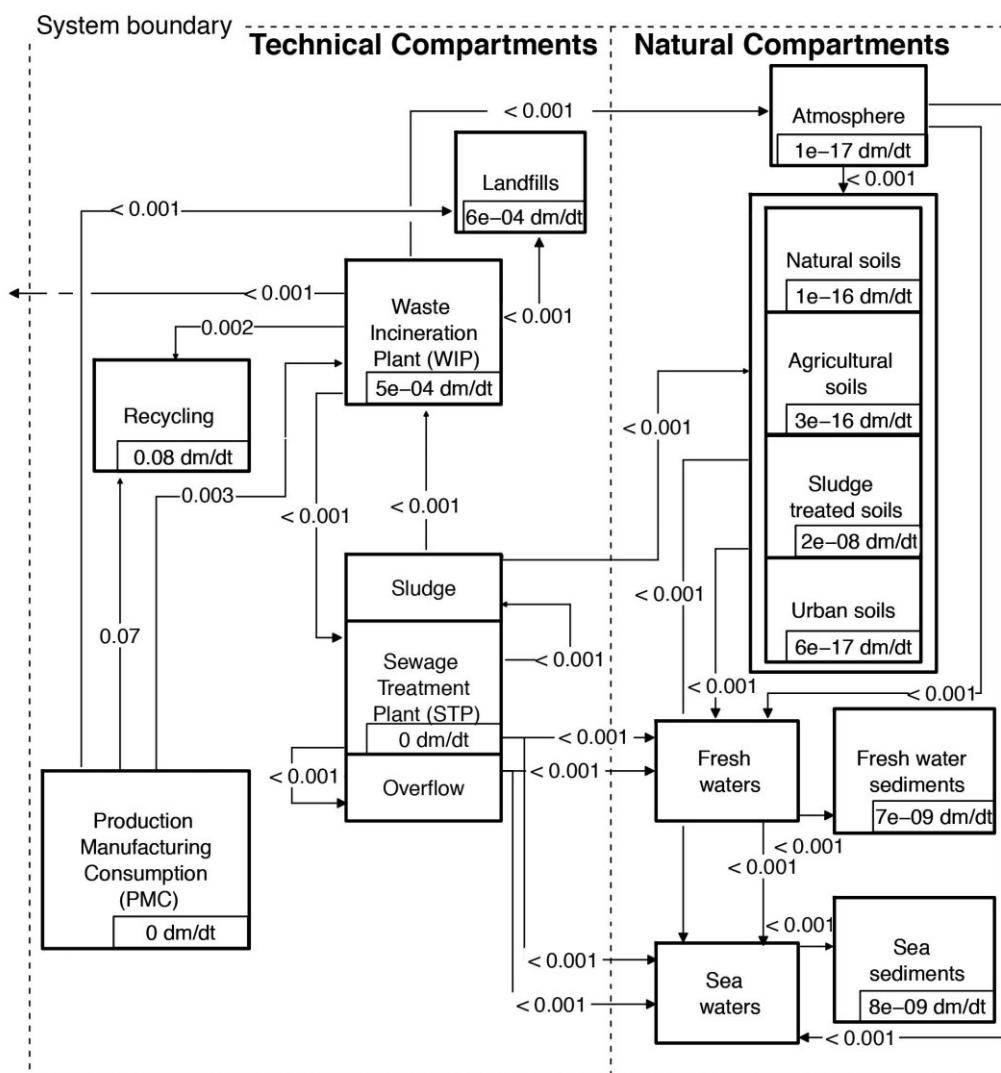 System boundary
Technical Compartments
Natural Compartments
< 0.001
Atmosphere
1e−17 dm/dt
< 0.001
Landfills
6e−04 dm/dt
< 0.001
Natural soils
1e−16 dm/dt
< 0.001
Waste
Incineration
Plant (WIP)
5e−04 dm/dt
< 0.001
0.002
Agricultural
soils
3e−16 dm/dt
Recycling
0.08 dm/dt
< 0.001
0.003
< 0.001
< 0.001
Sludge
treated soils
2e−08 dm/dt
Sludge
< 0.001
Urban soils
6e−17 dm/dt
0.07
Sewage
Treatment
Plant (STP)
0 dm/dt
< 0.001
< 0.001
< 0.001
< 0.001
< 0.001
Overflow
< 0.001
Fresh
waters
Fresh water
sediments
7e−09 dm/dt
Production
Manufacturing
Consumption
(PMC)
0 dm/dt
< 0.001
< 0.001
< 0.001
< 0.001
< 0.001
Sea
waters
Sea
sediments
8e−09 dm/dt
< 0.001